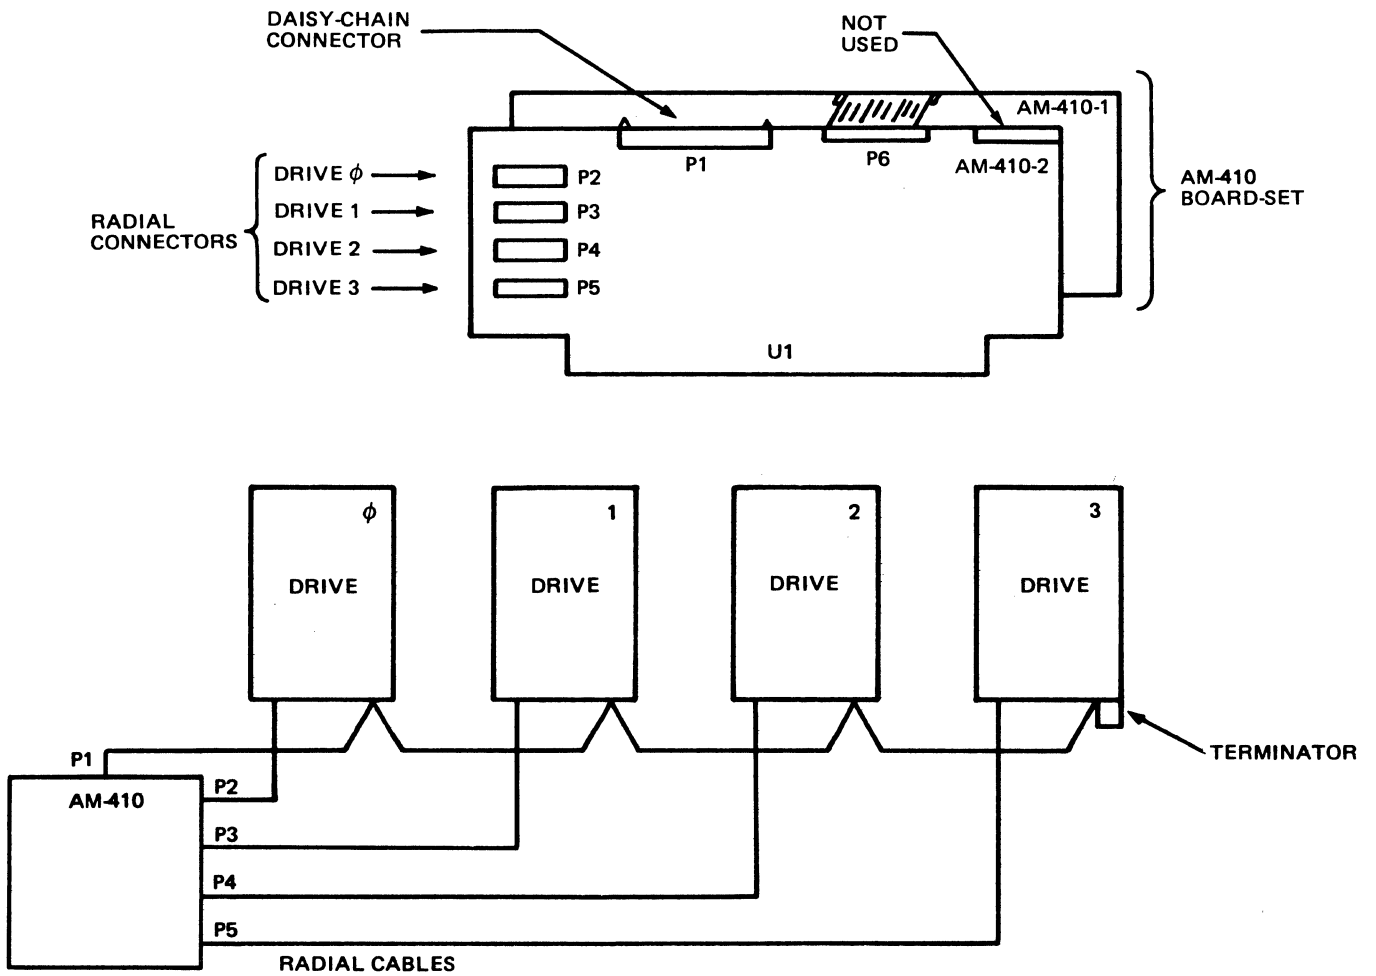 DAISY-CHAIN
CONNECTOR
NOT
USED
AM-410-1
P1
P6
AM-410-2
AM-410
BOARD-SET
RADIAL
CONNECTORS
DRIVE ϕ
DRIVE 1
DRIVE 2
DRIVE 3
P2
P3
P4
P5
U1
ϕ
DRIVE
1
DRIVE
2
DRIVE
3
DRIVE
TERMINATOR
P1
AM-410
P2
P3
P4
P5
RADIAL CABLES